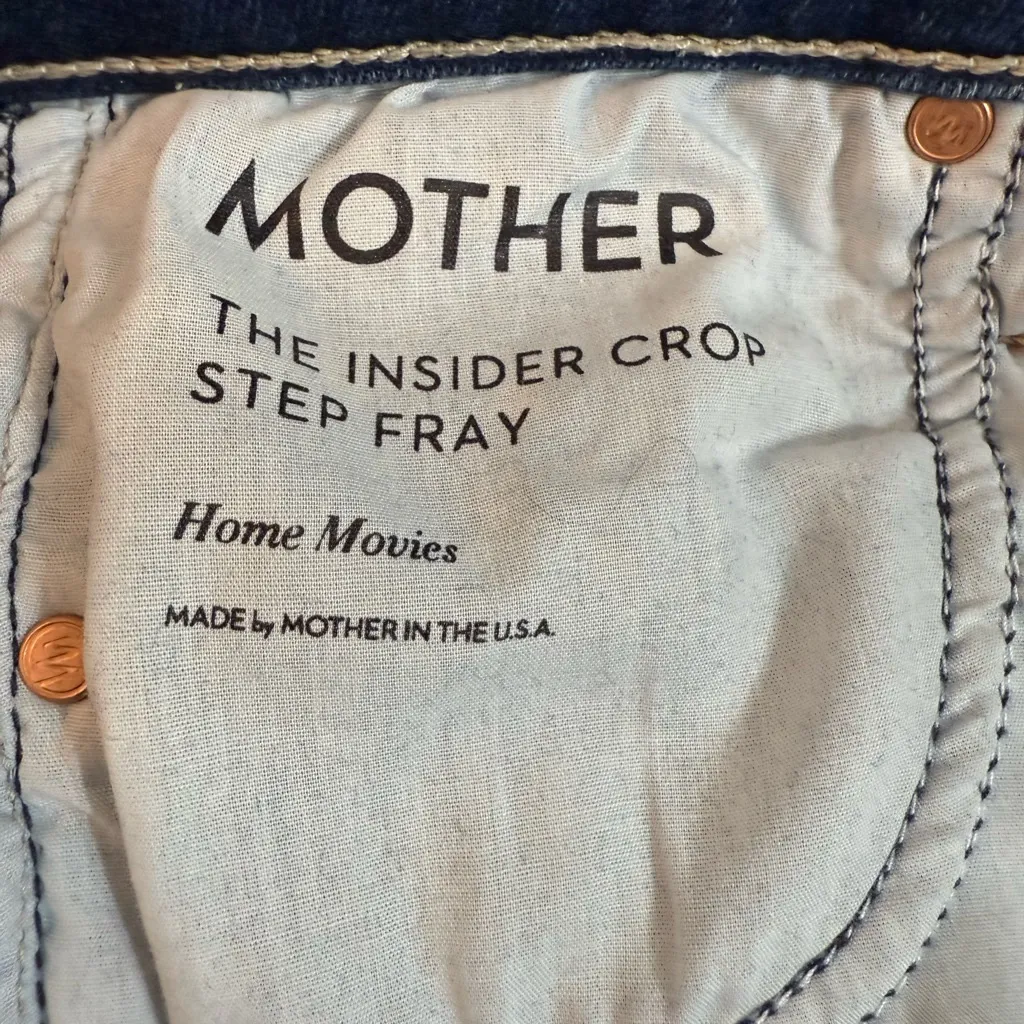 MOTHER
THE INSIDER CROP
STEP FRAY
Home Movies
MADE by MOTHER IN THE U.S.A.